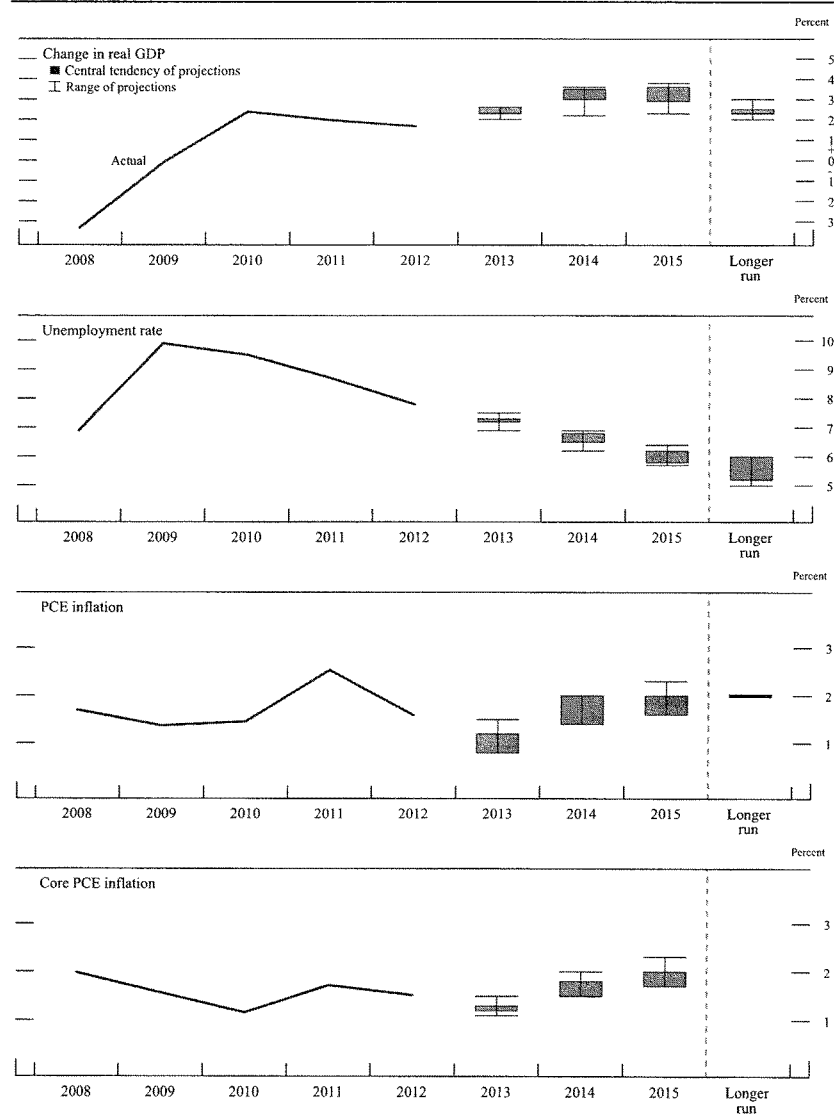 Percent
Change in real GDP
Central tendency of projections
Range of projections
Actual
5
4
3
2
1
+
0
-
1
2
3
2008 2009 2010 2011 2012 2013 2014 2015 Longer
run
Percent
Unemployment rate
10
9
8
7
6
5
2008 2009 2010 2011 2012 2013 2014 2015 Longer
run
Percent
PCE inflation
3
2
1
2008 2009 2010 2011 2012 2013 2014 2015 Longer
run
Percent
Core PCE inflation
3
2
1
2008 2009 2010 2011 2012 2013 2014 2015 Longer
run